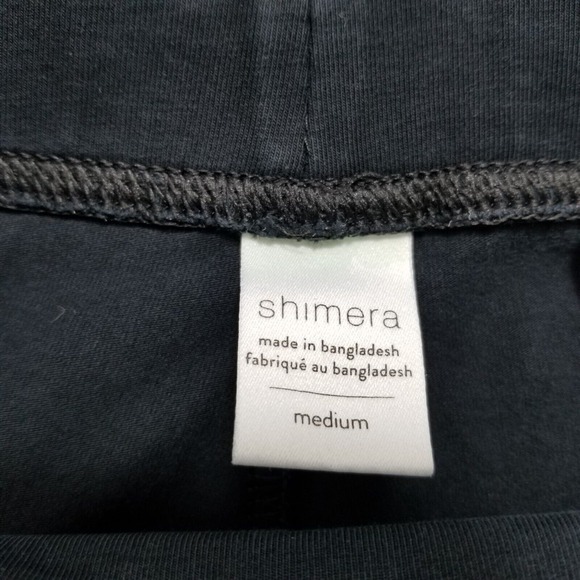 shimera
made in bangladesh
fabriqué au bangladesh
medium